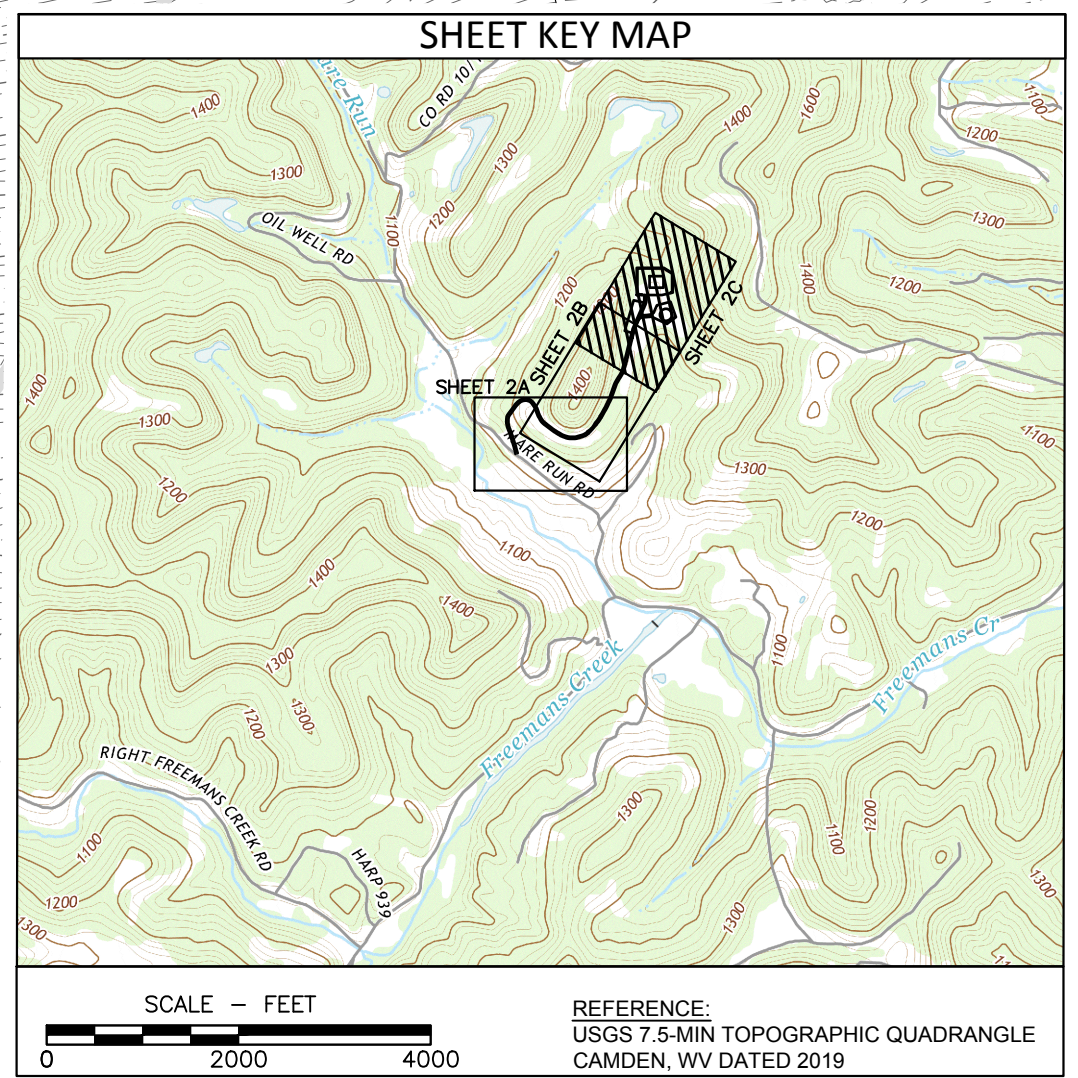 SHEET KEY MAP
are Run
CO RD 10/
1400
1400
1600
1100
1200
1300
1300
1200
1100
OIL WELL RD
1300
1400
1200
1200
SHEET 2B
SHEET 2C
1400
SHEET 2A
1400
1300
HARE RUN RD
1100
1300
1200
1200
1100
1400
1400
1300
1100
Freemans Creek
Freemans Cr
1200
1300
RIGHT FREEMANS CREEK RD
1300
1100
1200
1100
HARP 939
1300
1200
1300
1300
SCALE – FEET
0 2000 4000
REFERENCE:
USGS 7.5-MIN TOPOGRAPHIC QUADRANGLE
CAMDEN, WV DATED 2019